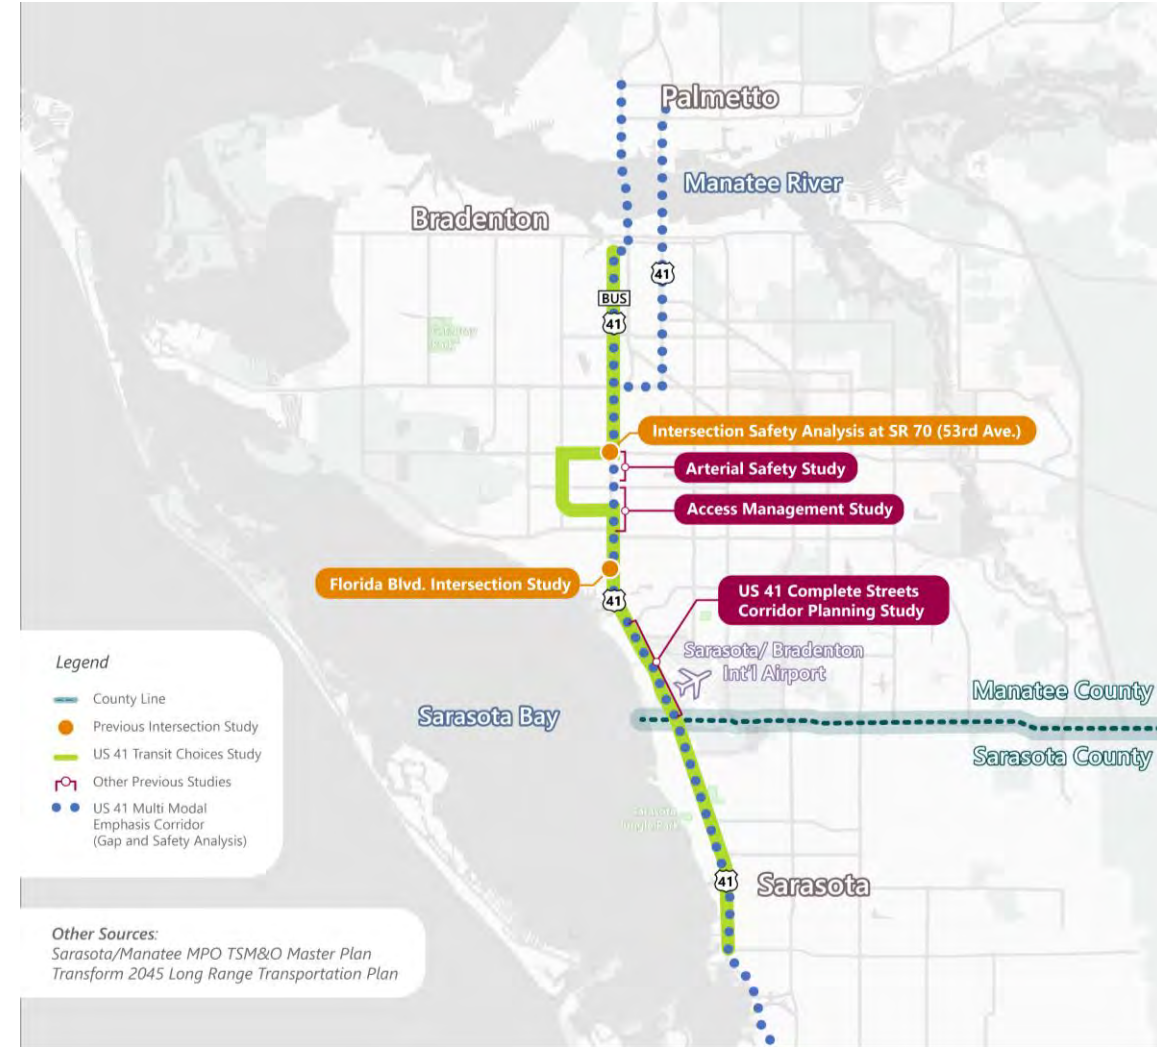 Palmetto
Manatee River
Bradenton
41
BUS
41
Intersection Safety Analysis at SR 70 (53rd Ave.)
Arterial Safety Study
Access Management Study
Florida Blvd. Intersection Study
41
US 41 Complete Streets
Corridor Planning Study
Sarasota/ Bradenton
Int'l Airport
Manatee County
Sarasota Bay
Sarasota County
41
Sarasota
Legend
County Line
Previous Intersection Study
US 41 Transit Choices Study
Other Previous Studies
US 41 Multi Modal
Emphasis Corridor
(Gap and Safety Analysis)
Other Sources:
Sarasota/Manatee MPO TSM&O Master Plan
Transform 2045 Long Range Transportation Plan